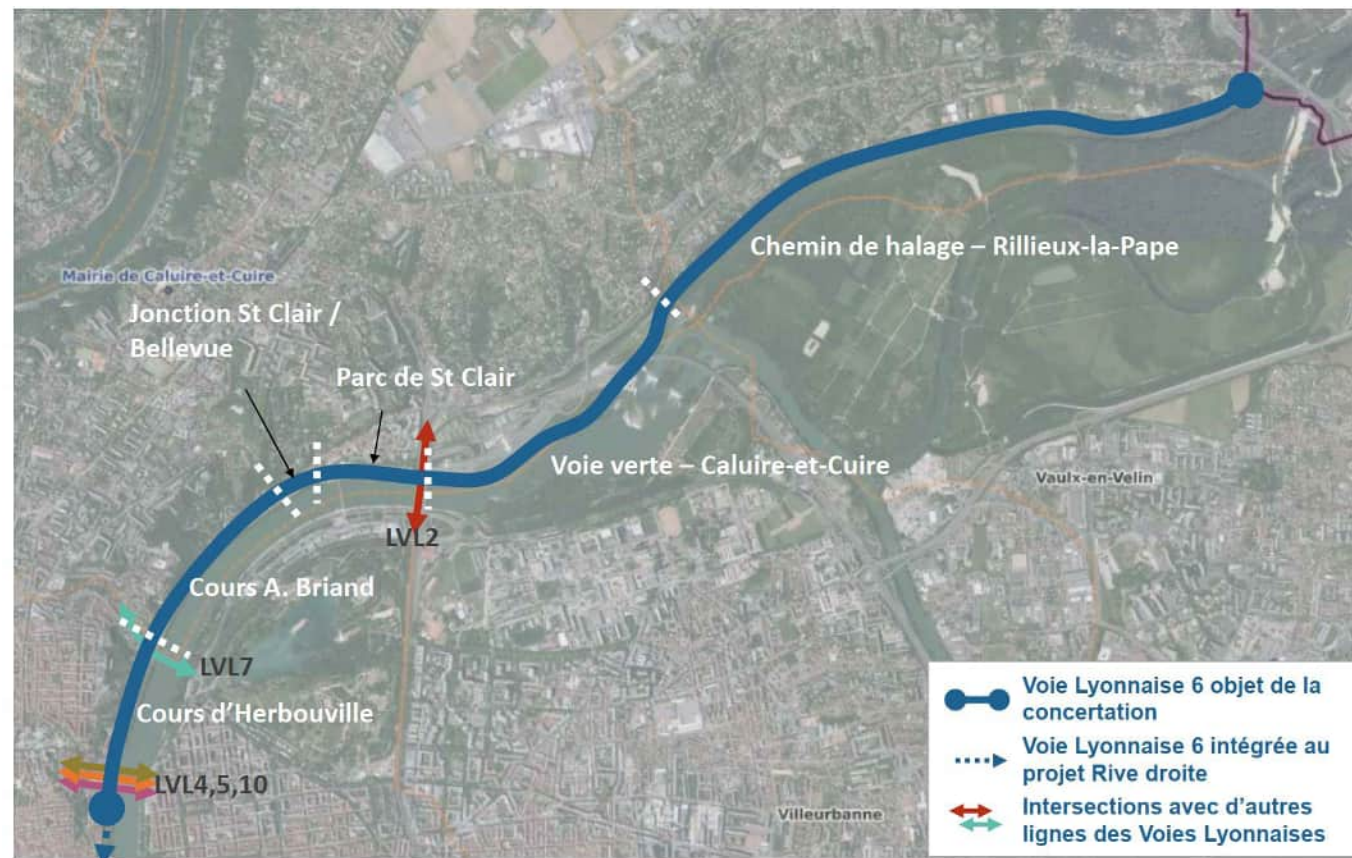 Chemin de halage – Rillieux-la-Pape
Mairie de Caluire-et-Cuire
Jonction St Clair /
Bellevue
Parc de St Clair
Voie verte – Caluire-et-Cuire
Vaulx-en-Velin
LVL2
Cours A. Briand
LVL7
Cours d’Herbouville
LVL4,5,10
Villeurbanne
Voie Lyonnaise 6 objet de la
concertation
Voie Lyonnaise 6 intégrée au
projet Rive droite
Intersections avec d’autres
lignes des Voies Lyonnaises